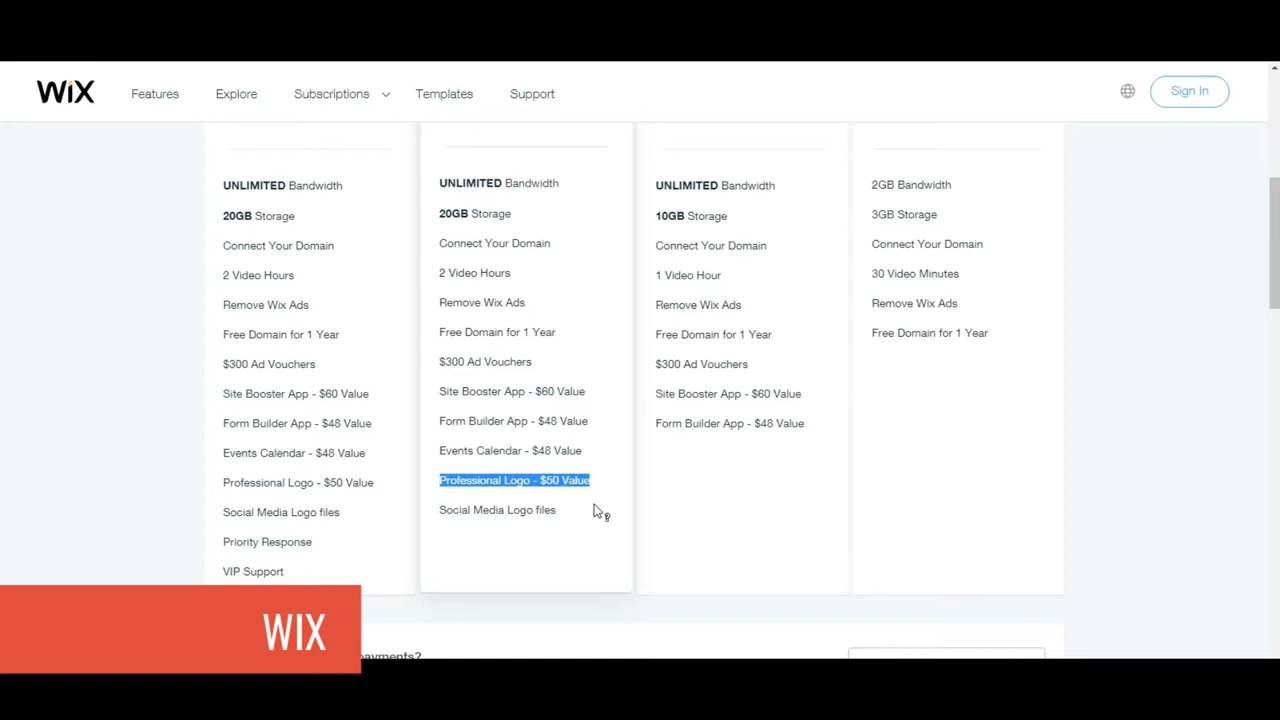 WiX
Features
Explore
Subscriptions
Templates
Support
Sign In
UNLIMITED Bandwidth
20GB Storage
Connect Your Domain
2 Video Hours
Remove Wix Ads
Free Domain for 1 Year
$300 Ad Vouchers
Site Booster App - $60 Value
Form Builder App - $48 Value
Events Calendar - $48 Value
Professional Logo - $50 Value
Social Media Logo files
Priority Response
VIP Support
UNLIMITED Bandwidth
20GB Storage
Connect Your Domain
2 Video Hours
Remove Wix Ads
Free Domain for 1 Year
$300 Ad Vouchers
Site Booster App - $60 Value
Form Builder App - $48 Value
Events Calendar - $48 Value
Professional Logo - $50 Value
Social Media Logo files
UNLIMITED Bandwidth
10GB Storage
Connect Your Domain
1 Video Hour
Remove Wix Ads
Free Domain for 1 Year
$300 Ad Vouchers
Site Booster App - $60 Value
Form Builder App - $48 Value
2GB Bandwidth
3GB Storage
Connect Your Domain
30 Video Minutes
Remove Wix Ads
Free Domain for 1 Year
WIX
payments?